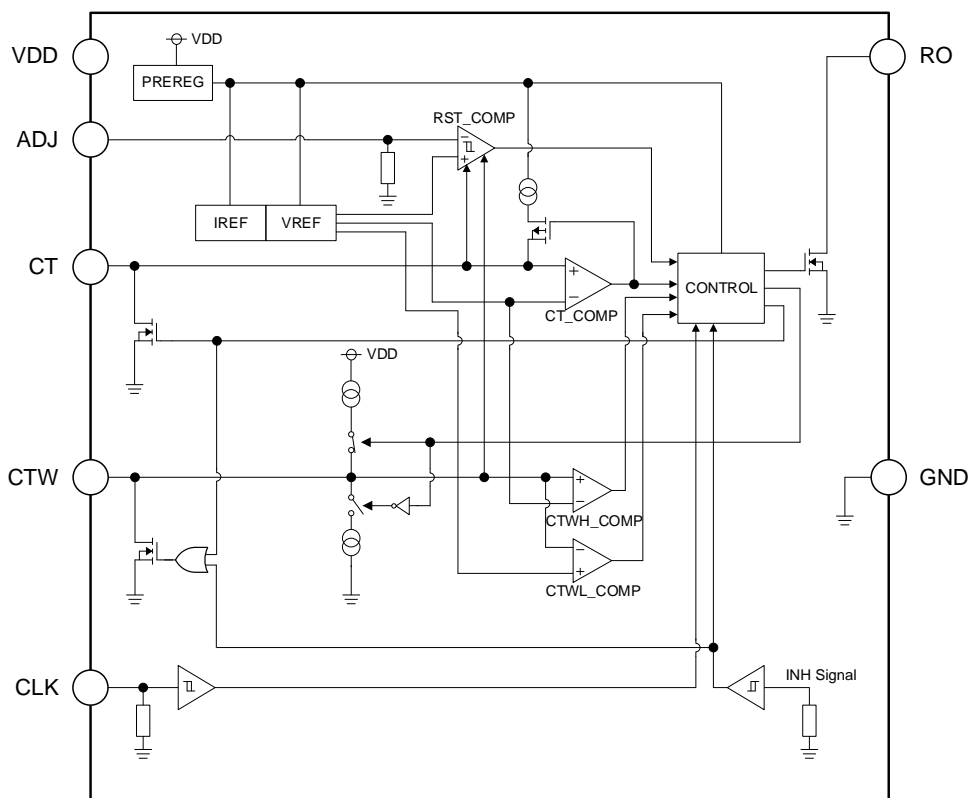 VDD
VDD
RO
PREREG
ADJ
RST_COMP
−
+
IREF
VREF
CT
+
−
CT_COMP
CONTROL
VDD
CTW
GND
+
−
CTWH_COMP
−
+
CTWL_COMP
CLK
INH Signal